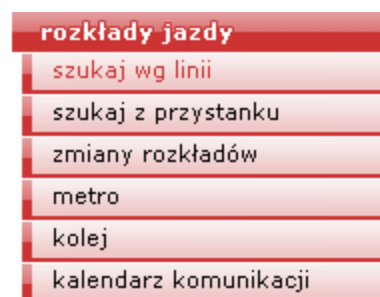 rozkłady jazdy
szukaj wg linii
szukaj z przystanku
zmiany rozkładów
metro
kolej
kalendarz komunikacji